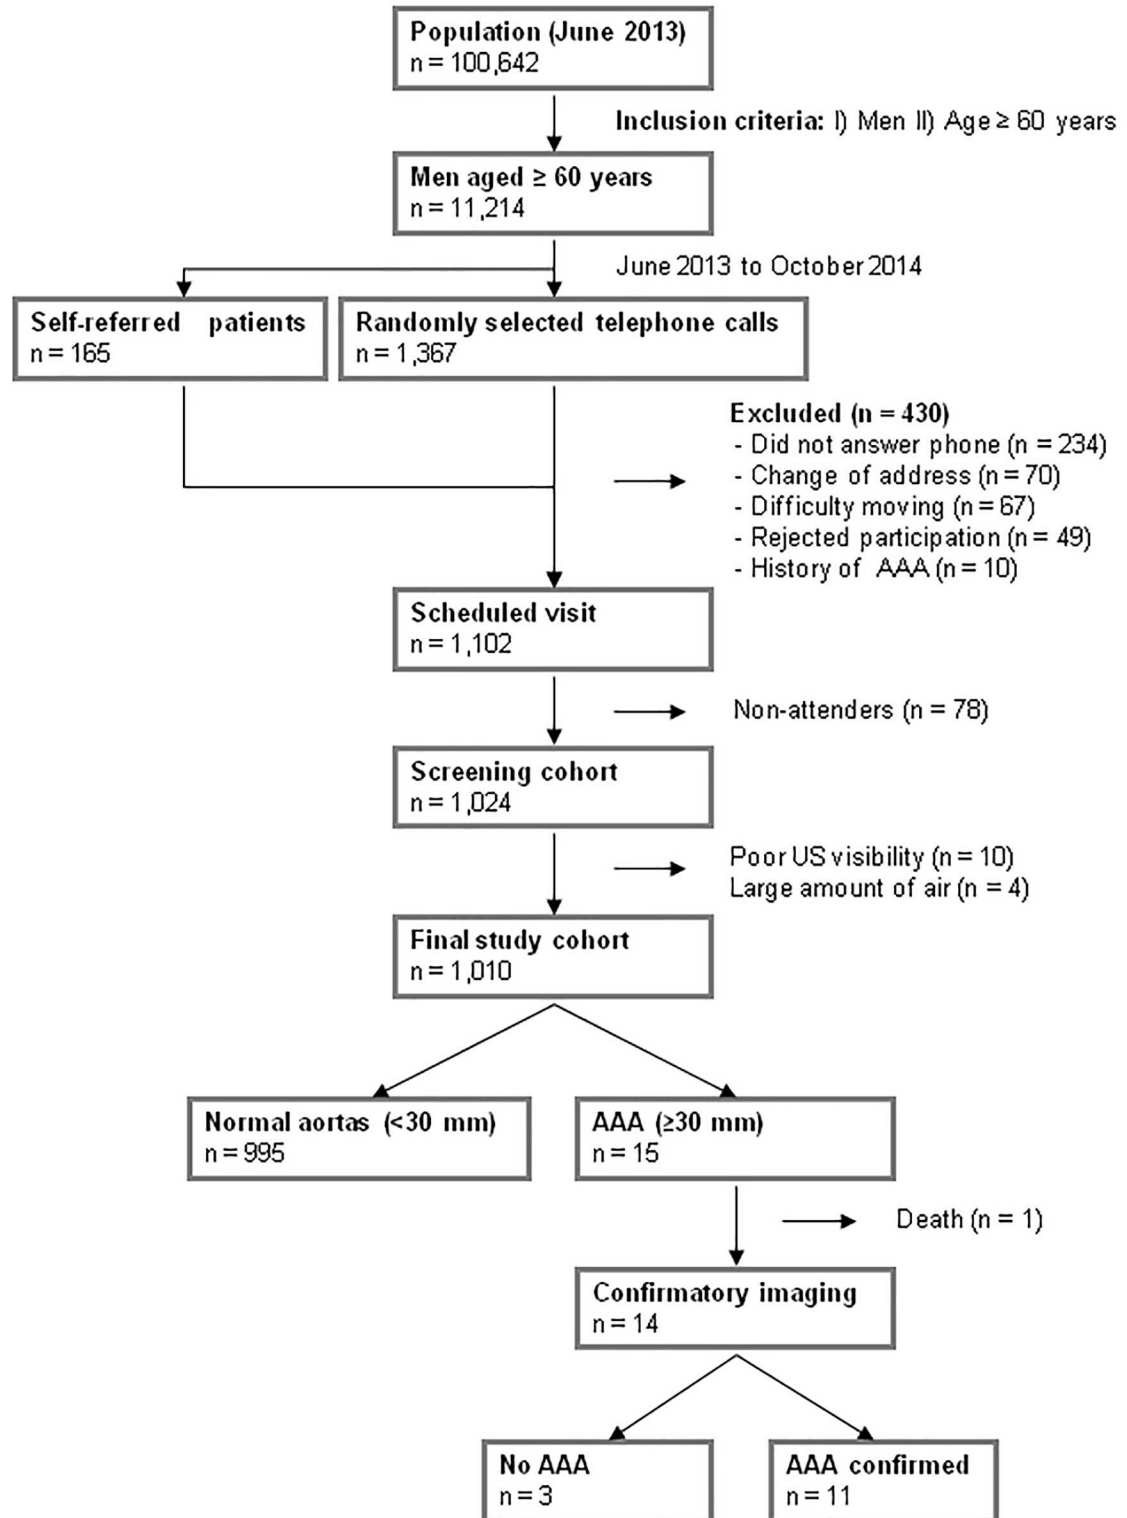 Population (June 2013)
n = 100,642
Inclusion criteria: I) Men II) Age ≥ 60 years
Men aged ≥ 60 years
n = 11,214
June 2013 to October 2014
Self-referred patients
n = 165
Randomly selected telephone calls
n = 1,367
Excluded (n = 430)
- Did not answer phone (n = 234)
- Change of address (n = 70)
- Difficulty moving (n = 67)
- Rejected participation (n = 49)
- History of AAA (n = 10)
Scheduled visit
n = 1,102
Non-attenders (n = 78)
Screening cohort
n = 1,024
Poor US visibility (n = 10)
Large amount of air (n = 4)
Final study cohort
n = 1,010
Normal aortas (<30 mm)
n = 995
AAA (≥30 mm)
n = 15
Death (n = 1)
Confirmatory imaging
n = 14
No AAA
n = 3
AAA confirmed
n = 11